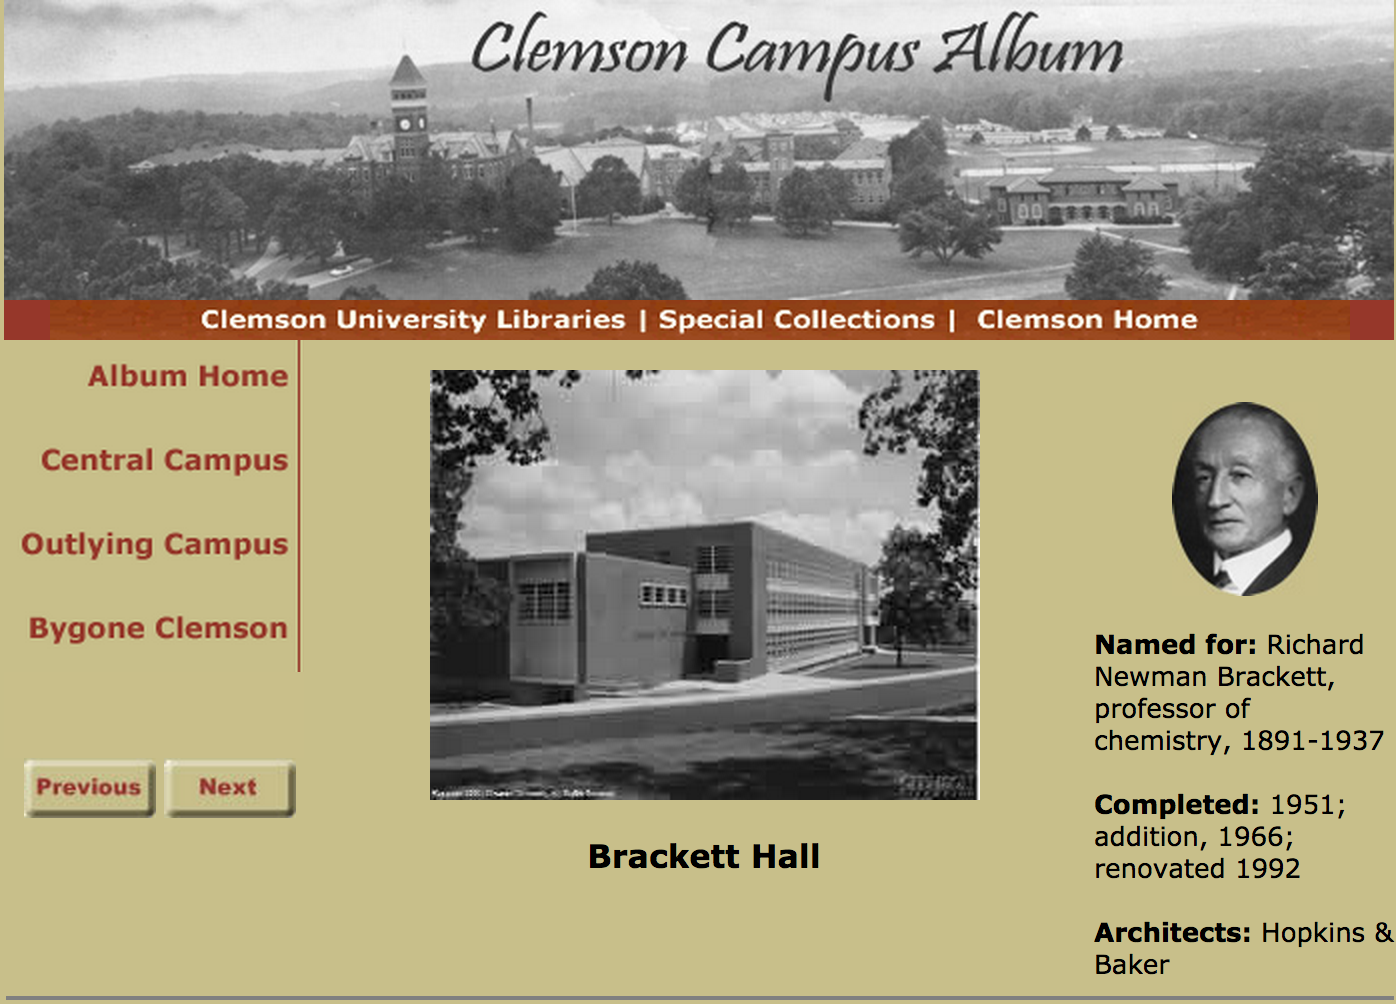 Clemson Campus Album
Clemson University Libraries | Special Collections | Clemson Home
Album Home
Central Campus
Outlying Campus
Bygone Clemson
Previous
Next
Brackett Hall
Named for: Richard
Newman Brackett,
professor of
chemistry, 1891-1937
Completed: 1951;
addition, 1966;
renovated 1992
Architects: Hopkins &
Baker